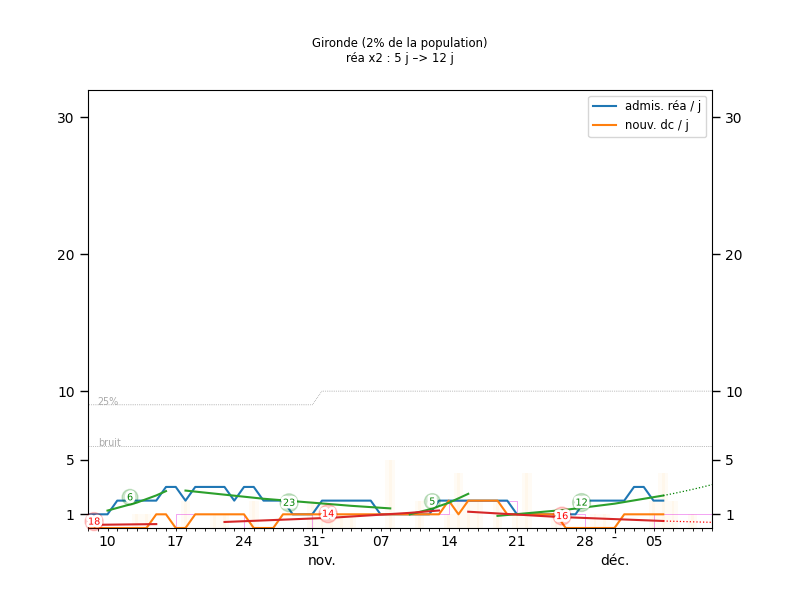 Gironde (2% de la population)
réa x2 : 5 j –> 12 j
admis. réa / j
nouv. dc / j
30 30
20 20
10 10
5 5
1 1
25%
bruit
6
23
5
12
18
14
16
10 17 24 31 07 14 21 28 05
nov. déc.